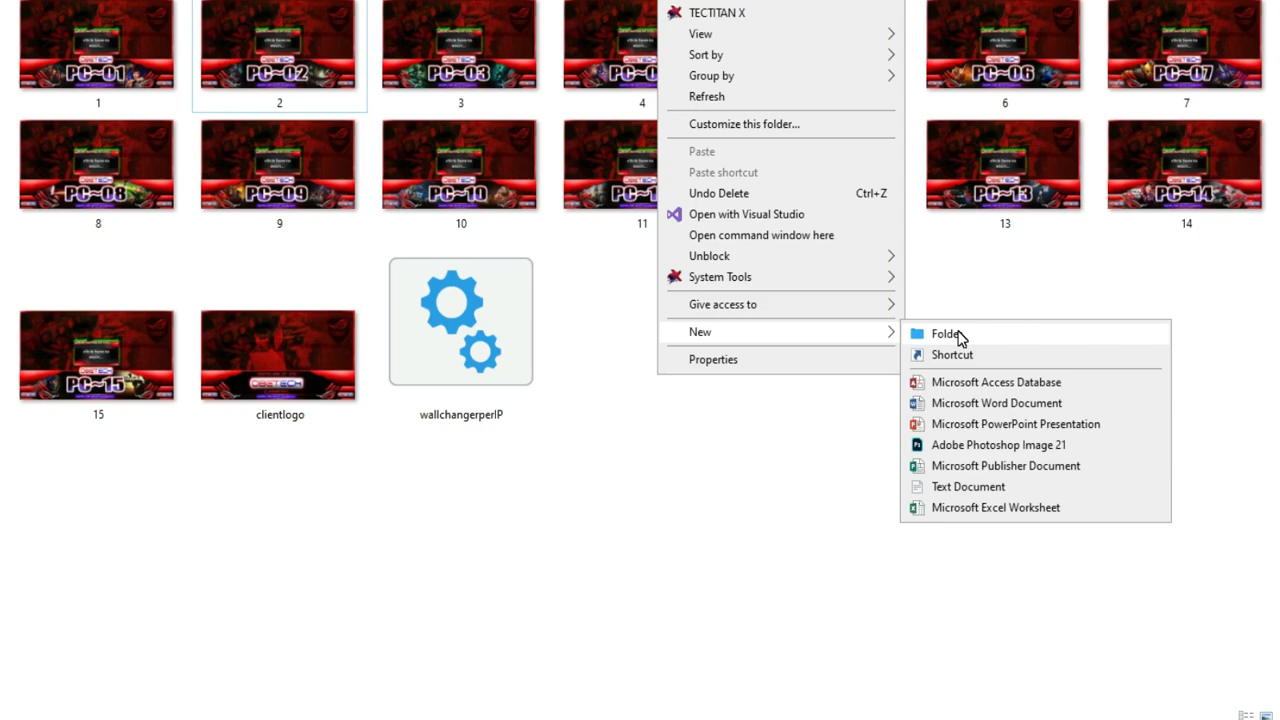 PC~01
PC~02
PC~03
PC~06
PC~07
1
2
3
4
6
7
TECTITAN X
View
Sort by
Group by
Refresh
Customize this folder...
Paste
Paste shortcut
Undo Delete Ctrl+Z
Open with Visual Studio
Open command window here
Unblock
System Tools
Give access to
New
Properties
PC~08
PC~09
PC~10
PC~13
PC~14
8
9
10
11
13
14
Folder
Shortcut
Microsoft Access Database
Microsoft Word Document
Microsoft PowerPoint Presentation
Adobe Photoshop Image 21
Microsoft Publisher Document
Text Document
Microsoft Excel Worksheet
PC~15
15
clientlogo
wallchangerperIP